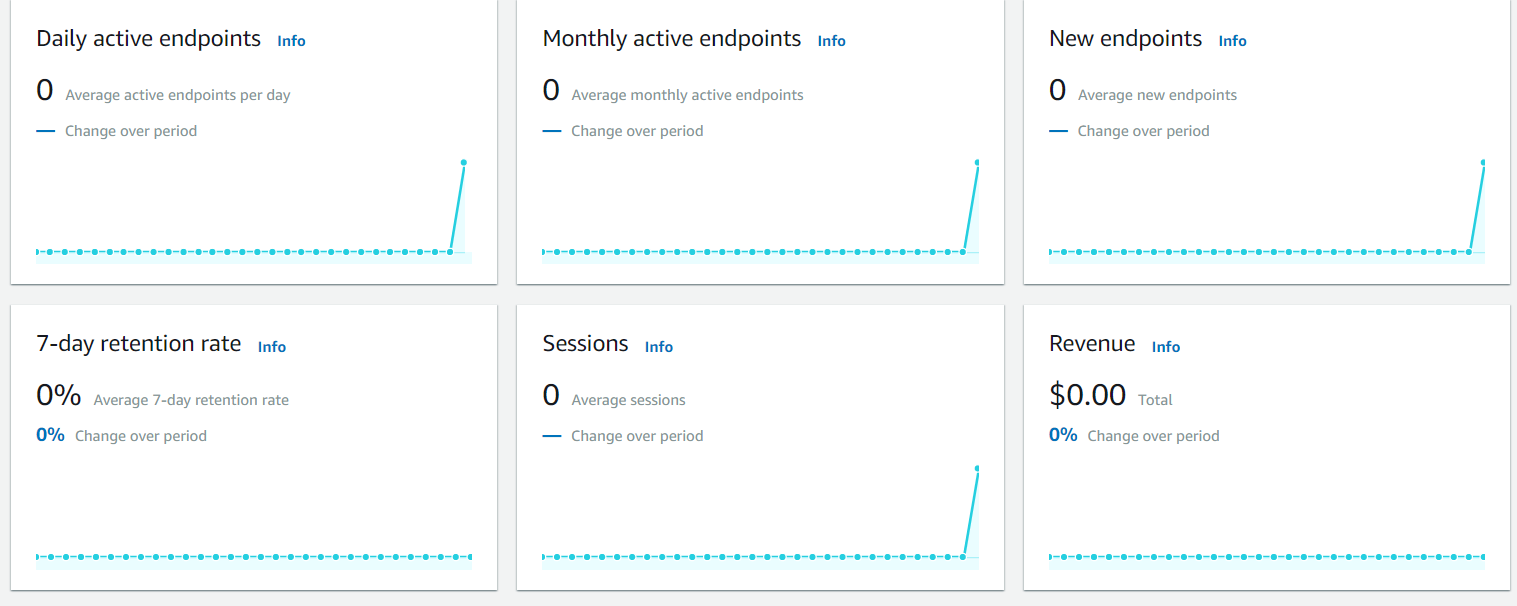 Daily active endpoints Info
0 Average active endpoints per day
— Change over period
Monthly active endpoints Info
0 Average monthly active endpoints
— Change over period
New endpoints Info
0 Average new endpoints
— Change over period
7-day retention rate Info
0% Average 7-day retention rate
0% Change over period
Sessions Info
0 Average sessions
— Change over period
Revenue Info
$0.00 Total
0% Change over period